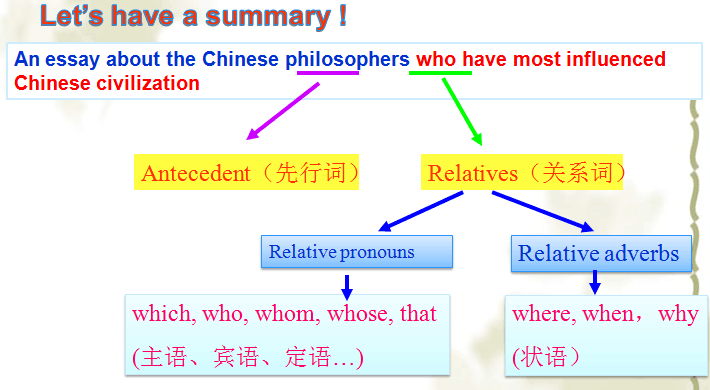 Let's have a summary !
An essay about the Chinese philosophers who have most influenced
Chinese civilization
Antecedent（先行词）
Relatives（关系词）
Relative pronouns
Relative adverbs
which, who, whom, whose, that
(主语、宾语、定语…)
where, when，why
(状语）